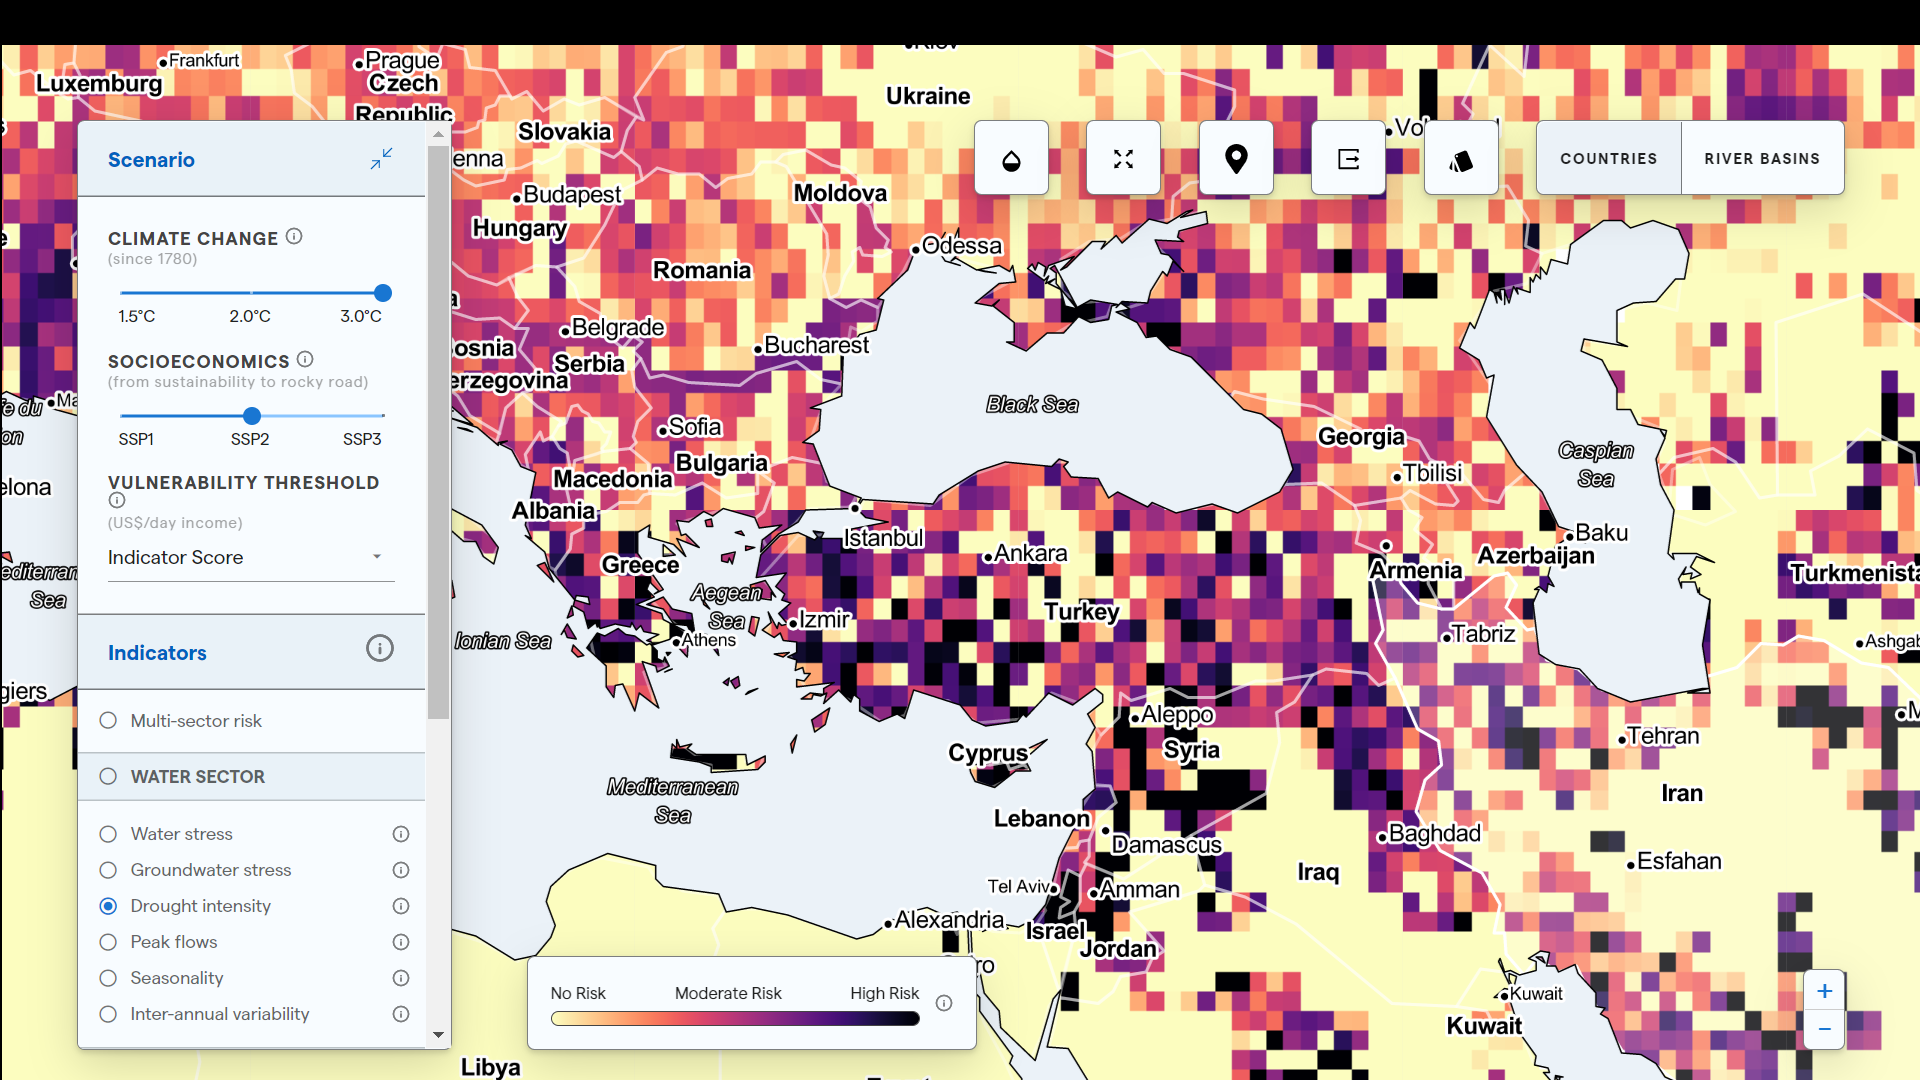 Frankfurt
Luxemburg
Prague
Czech
Republic
Ukraine
Slovakia
enna
Budapest
Hungary
Moldova
Odessa
Romania
Belgrade
Bucharest
osnia
Serbia
erzegovina
Sofia
Bulgaria
Macedonia
Albania
Black Sea
Georgia
Tbilisi
Caspian
Sea
Istanbul
Ankara
Baku
Azerbaijan
Armenia
Turkmenista
Greece
Aegean
Sea
Izmir
Athens
Turkey
Tabriz
Ashgab
Ionian Sea
Aleppo
Syria
Tehran
Cyprus
Mediterranean
Sea
Iran
Lebanon
Baghdad
Damascus
Esfahan
Iraq
Tel Aviv
Amman
Alexandria
Israel
Jordan
ro
Kuwait
Kuwait
Libya
elona
editerran
Sea
giers
COUNTRIES
RIVER BASINS
Scenario
CLIMATE CHANGE
(since 1780)
1.5°C 2.0°C 3.0°C
SOCIOECONOMICS
(from sustainability to rocky road)
SSP1 SSP2 SSP3
VULNERABILITY THRESHOLD
(US$/day income)
Indicator Score
Indicators
Multi-sector risk
WATER SECTOR
Water stress
Groundwater stress
Drought intensity
Peak flows
Seasonality
Inter-annual variability
No Risk Moderate Risk High Risk
+
−